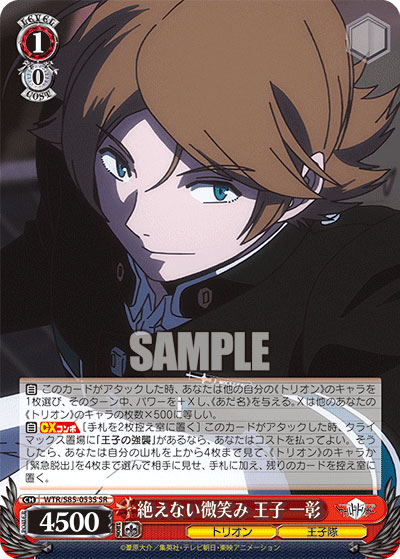 LEVEL
1
0
COST
SAMPLE
自 このカードがアタックした時、あなたは他の自分の《トリオン》のキャラを
1枚選び、そのターン中、パワーを＋Xし、《あだ名》を与える。Xは他のあなたの
《トリオン》のキャラの枚数×500に等しい。
自 CXコンボ ［手札を2枚控え室に置く］ このカードがアタックした時、クライ
マックス置場に「王子の強襲」があるなら、あなたはコストを払ってよい。そう
したら、あなたは自分の山札を上から4枚まで見て、《トリオン》のキャラか
「緊急脱出」を4枚まで選んで相手に見せ、手札に加え、残りのカードを控え室
に置く。
CH WTR/S85-053S SR
絶えない微笑み 王子 一彰
4500
トリオン
王子隊
©葦原大介／集英社・テレビ朝日・東映アニメーション